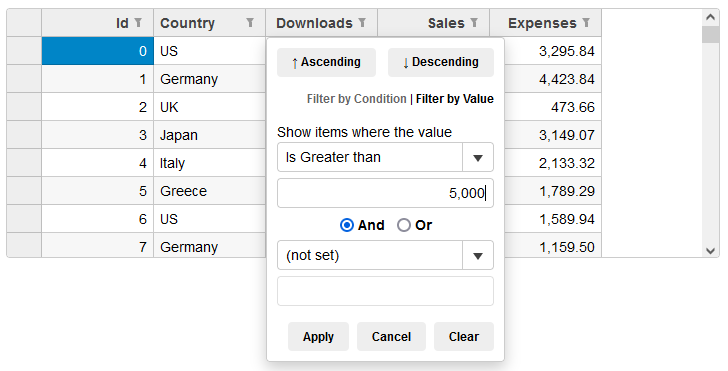 Id Country Downloads Sales Expenses
0 US 3,295.84
↑ Ascending ↓ Descending
1 Germany 4,423.84
Filter by Condition | Filter by Value
2 UK 473.66
Show items where the value
3 Japan 3,149.07
Is Greater than
4 Italy 2,133.32
5 Greece 5,000 1,789.29
6 US And Or 1,589.94
7 Germany (not set) 1,159.50
Apply Cancel Clear